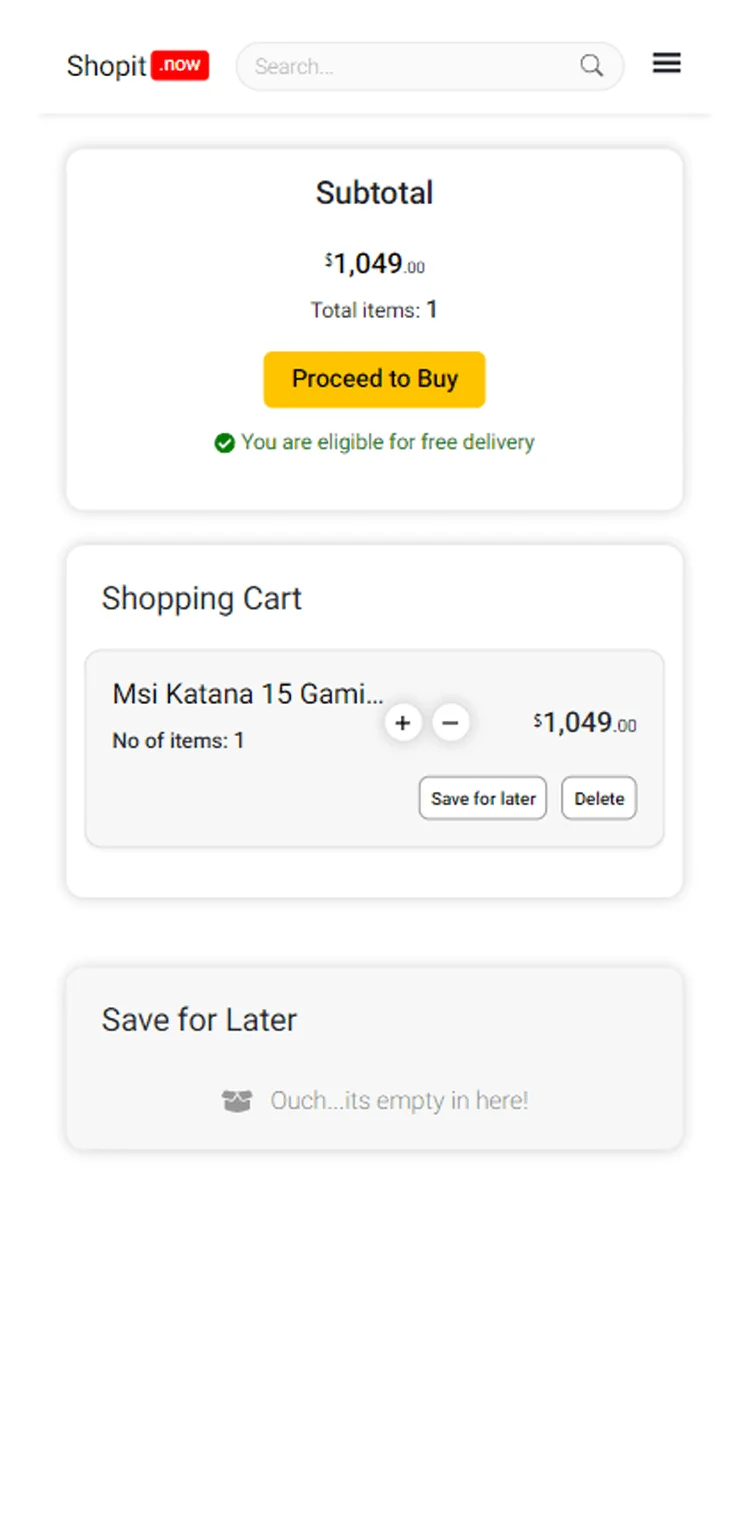 Shopit .now Search...
Subtotal
$1,049.00
Total items: 1
Proceed to Buy
You are eligible for free delivery
Shopping Cart
Msi Katana 15 Gami...
No of items: 1
+ − $1,049.00
Save for later Delete
Save for Later
Ouch...its empty in here!